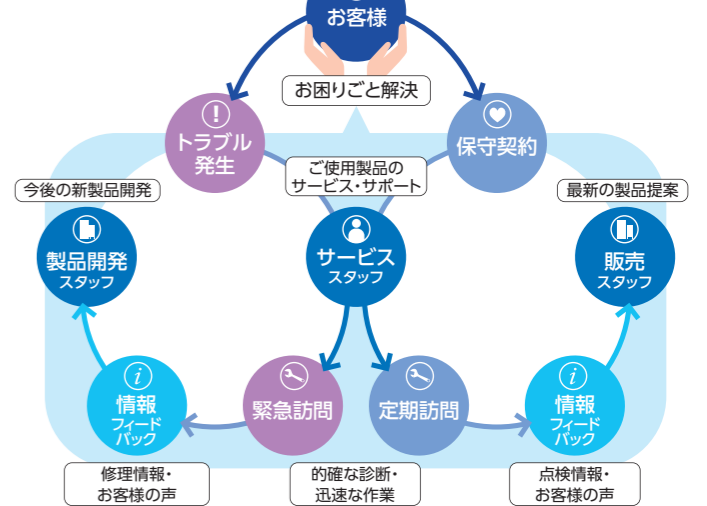 お客様
お困りごと解決
トラブル
発生
保守契約
ご使用製品の
サービス・サポート
今後の新製品開発
最新の製品提案
製品開発
スタッフ
サービス
スタッフ
販売
スタッフ
情報
フィード
バック
緊急訪問
定期訪問
情報
フィード
バック
修理情報・
お客様の声
的確な診断・
迅速な作業
点検情報・
お客様の声